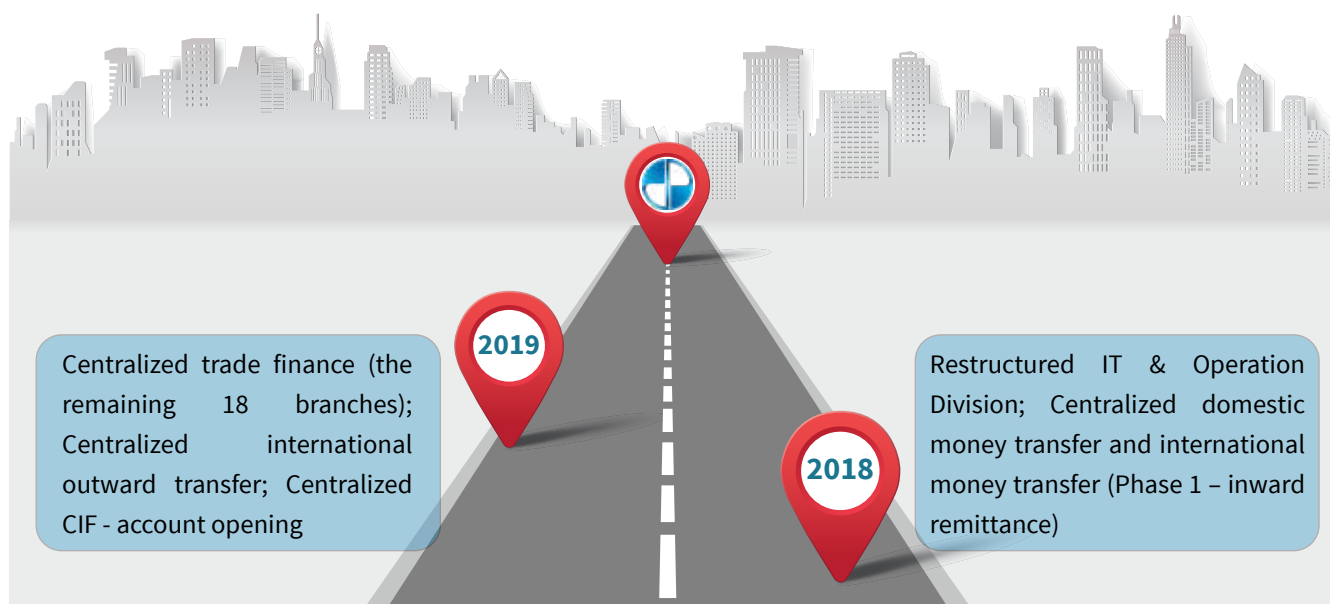 2019
Centralized trade finance (the
remaining 18 branches);
Centralized international
outward transfer; Centralized
CIF - account opening
2018
Restructured IT & Operation
Division; Centralized domestic
money transfer and international
money transfer (Phase 1 – inward
remittance)